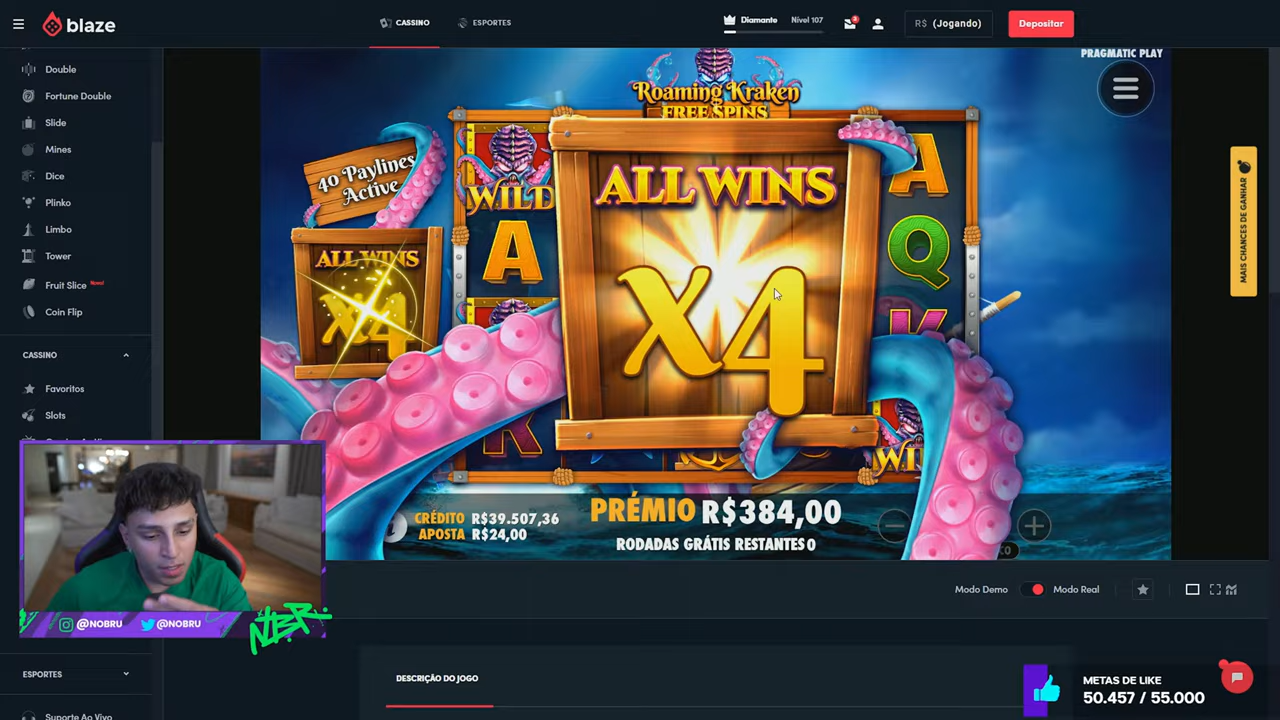 blaze
CASSINO
ESPORTES
Diamante
Nível 107
3
R$ (Jogando)
Depositar
Double
Fortune Double
Slide
Mines
Dice
Plinko
Limbo
Tower
Fruit Slice
Coin Flip
CASSINO
Favoritos
Slots
ESPORTES
Suporte Ao Vivo
PRAGMATIC PLAY
Roaming Kraken
FREE SPINS
40 Paylines
Active
ALL WINS
x4
WILD
A
K
ALL WINS
x4
A
Q
K
WI
MAIS CHANCES DE GANHAR
CRÉDITO R$39.507,36
APOSTA R$24,00
PRÉMIO R$384,00
RODADAS GRÁTIS RESTANTES 0
Modo Demo
Modo Real
DESCRIÇÃO DO JOGO
@NOBRU
@NOBRU
NBR
METAS DE LIKE
50.457 / 55.000